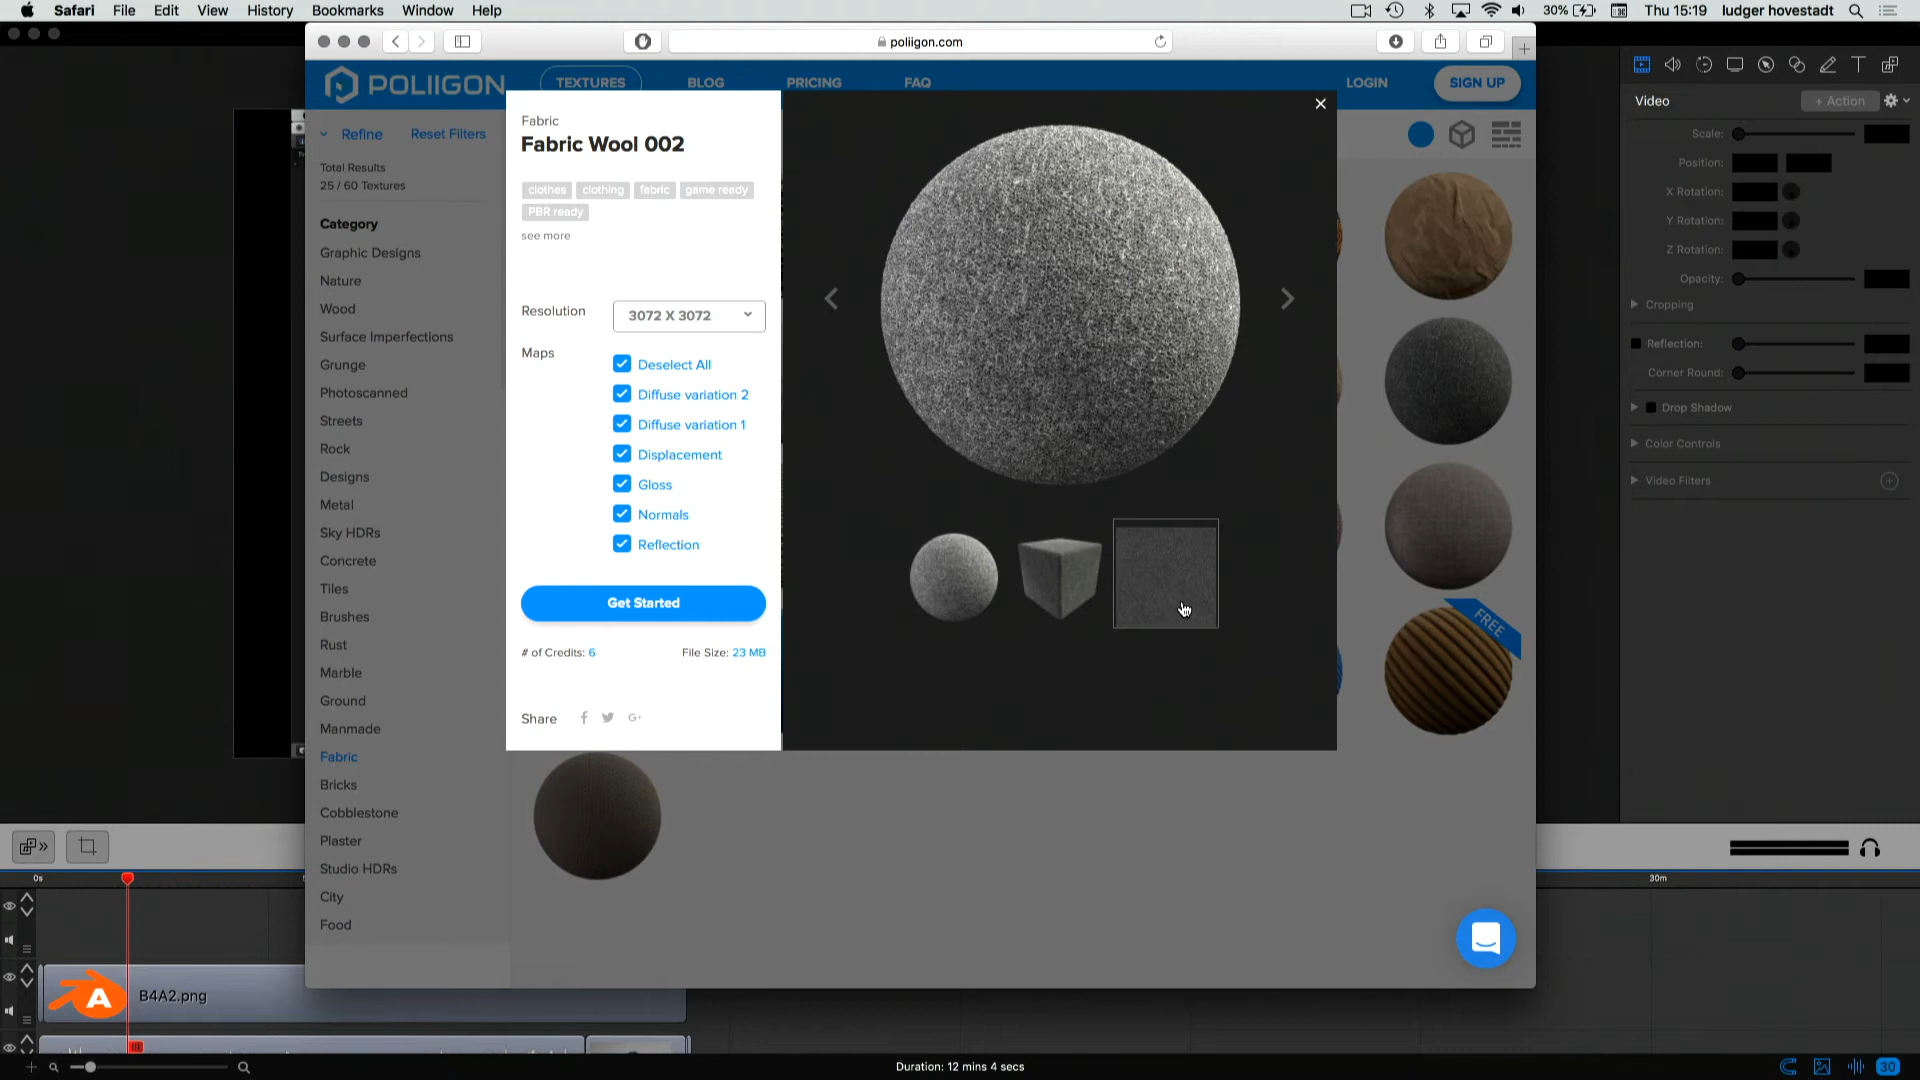 Safari File Edit View History Bookmarks Window Help
30% Thu 15:19 ludger hovestadt
poliigon.com
POLIIGON TEXTURES BLOG PRICING FAQ LOGIN SIGN UP
Refine Reset Filters
Total Results
25 / 60 Textures
Category
Graphic Designs
Nature
Wood
Surface Imperfections
Grunge
Photoscanned
Streets
Rock
Designs
Metal
Sky HDRs
Concrete
Tiles
Brushes
Rust
Marble
Ground
Manmade
Fabric
Bricks
Cobblestone
Plaster
Studio HDRs
City
Food
Fabric
Fabric Wool 002
clothes clothing fabric game ready
PBR ready
see more
Resolution 3072 X 3072
Maps
Deselect All
Diffuse variation 2
Diffuse variation 1
Displacement
Gloss
Normals
Reflection
Get Started
# of Credits: 6 File Size: 23 MB
Share
FREE
Video + Action
Scale:
Position:
X Rotation:
Y Rotation:
Z Rotation:
Opacity:
Cropping
Reflection:
Corner Round:
Drop Shadow
Color Controls
Video Filters
0s 30m
A B4A2.png
Duration: 12 mins 4 secs
30